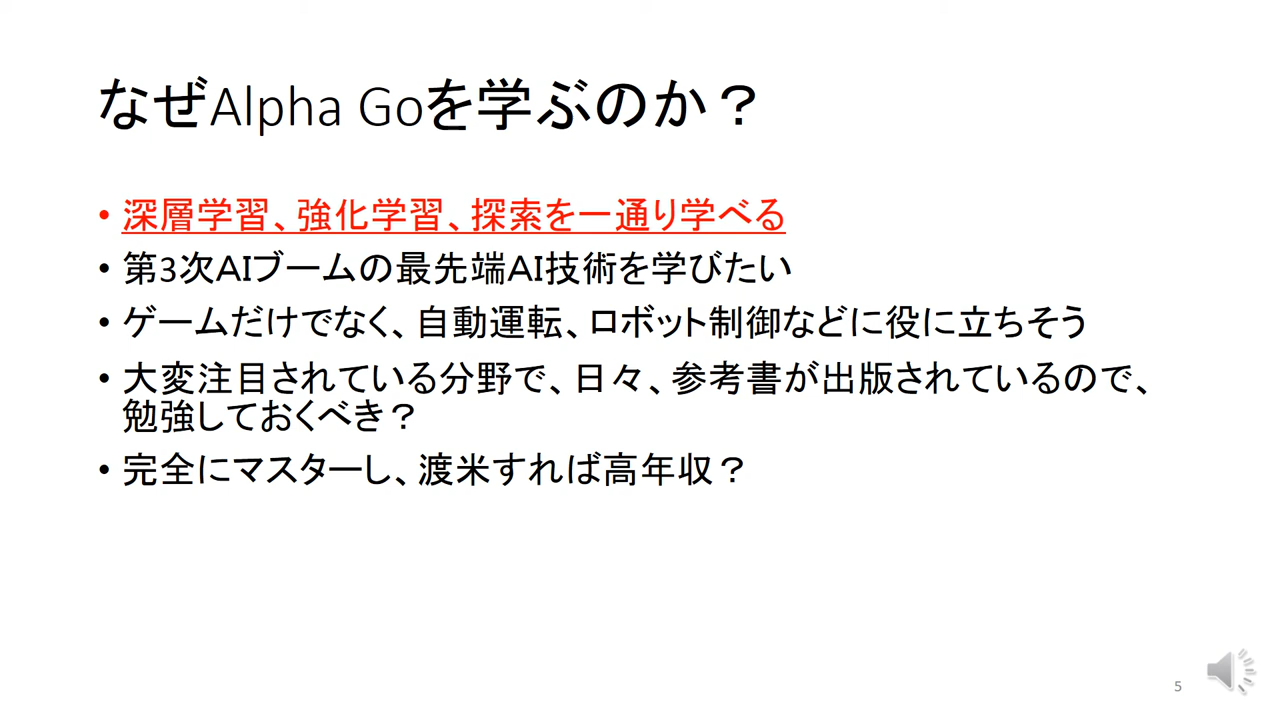 なぜAlpha Goを学ぶのか？
• 深層学習、強化学習、探索を一通り学べる
• 第3次AIブームの最先端AI技術を学びたい
• ゲームだけでなく、自動運転、ロボット制御などに役に立ちそう
• 大変注目されている分野で、日々、参考書が出版されているので、
勉強しておくべき？
• 完全にマスターし、渡米すれば高年収？
5